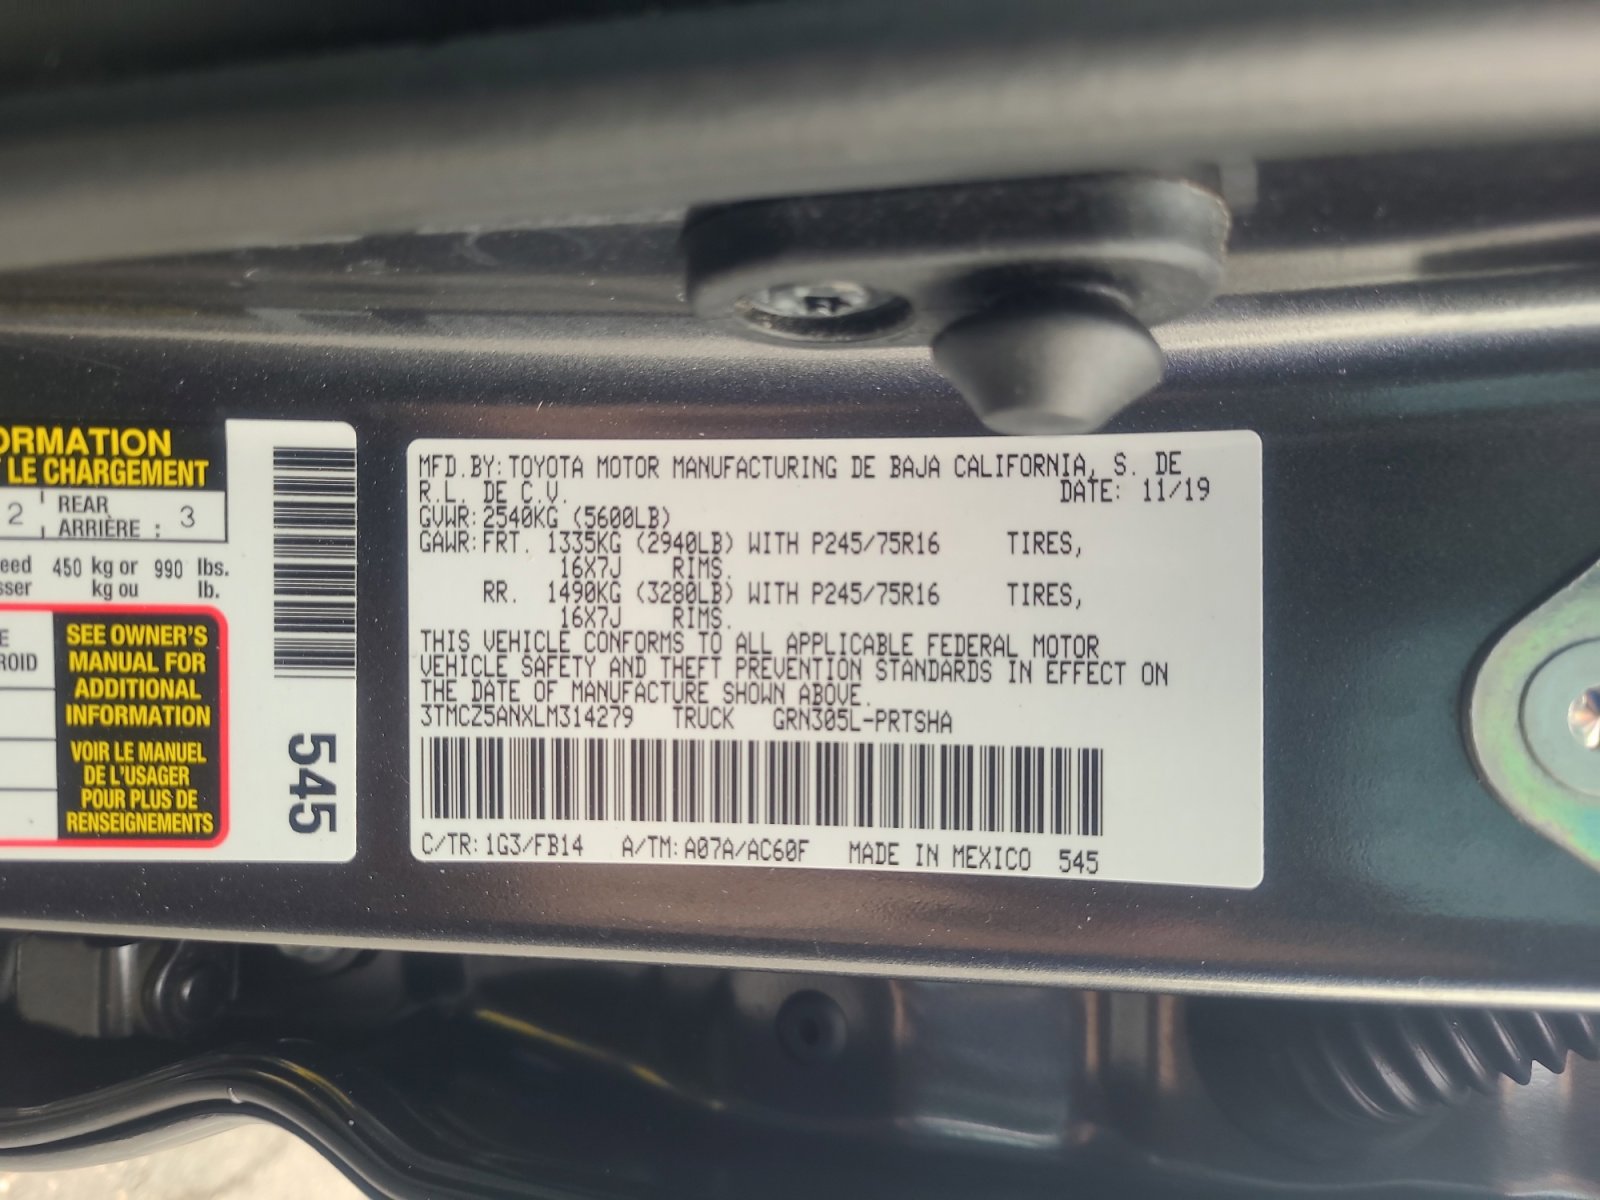 ORMATION
LE CHARGEMENT
2 REAR
ARRIÈRE : 3
eed 450 kg or 990 lbs.
sser kg ou lb.
E
ROID
SEE OWNER'S
MANUAL FOR
ADDITIONAL
INFORMATION
VOIR LE MANUEL
DE L'USAGER
POUR PLUS DE
RENSEIGNEMENTS
545
MFD.BY:TOYOTA MOTOR MANUFACTURING DE BAJA CALIFORNIA, S. DE
R.L. DE C.V. DATE: 11/19
GVWR:2540KG (5600LB)
GAWR:FRT. 1335KG (2940LB) WITH P245/75R16 TIRES,
16X7J RIMS.
RR. 1490KG (3280LB) WITH P245/75R16 TIRES,
16X7J RIMS.
THIS VEHICLE CONFORMS TO ALL APPLICABLE FEDERAL MOTOR
VEHICLE SAFETY AND THEFT PREVENTION STANDARDS IN EFFECT ON
THE DATE OF MANUFACTURE SHOWN ABOVE.
3TMCZ5ANXLM314279 TRUCK GRN305L-PRTSHA
C/TR:1G3/FB14 A/TM:A07A/AC60F MADE IN MEXICO 545